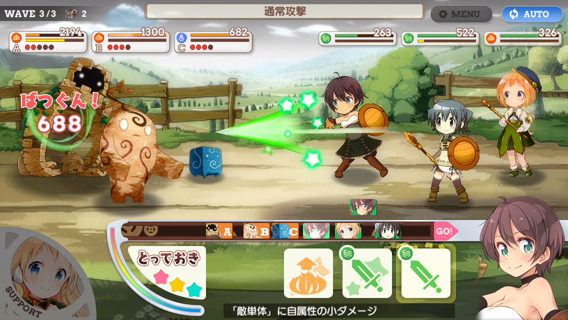 WAVE 3/3 2
通常攻撃
MENU
AUTO
2194
A
1300
B
682
C
263
522
326
ばつぐん!
688
A B C GO!
とっておき
SUPPORT
「敵単体」に自属性の小ダメージ